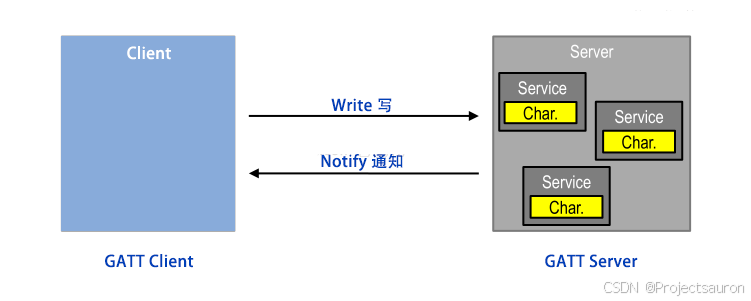 Client
Server
Service
Char.
Service
Char.
Service
Char.
Write 写
Notify 通知
GATT Client
GATT Server
CSDN @Projectsauron